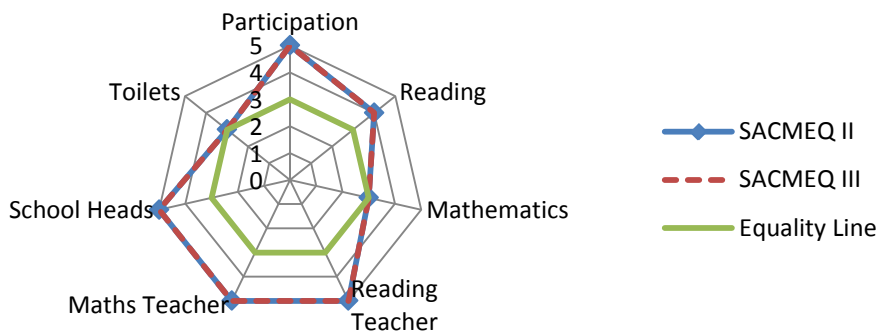 Participation
5
4
3
2
1
0
Toilets
Reading
School Heads
Mathematics
Maths Teacher
Reading
Teacher
SACMEQ II
SACMEQ III
Equality Line